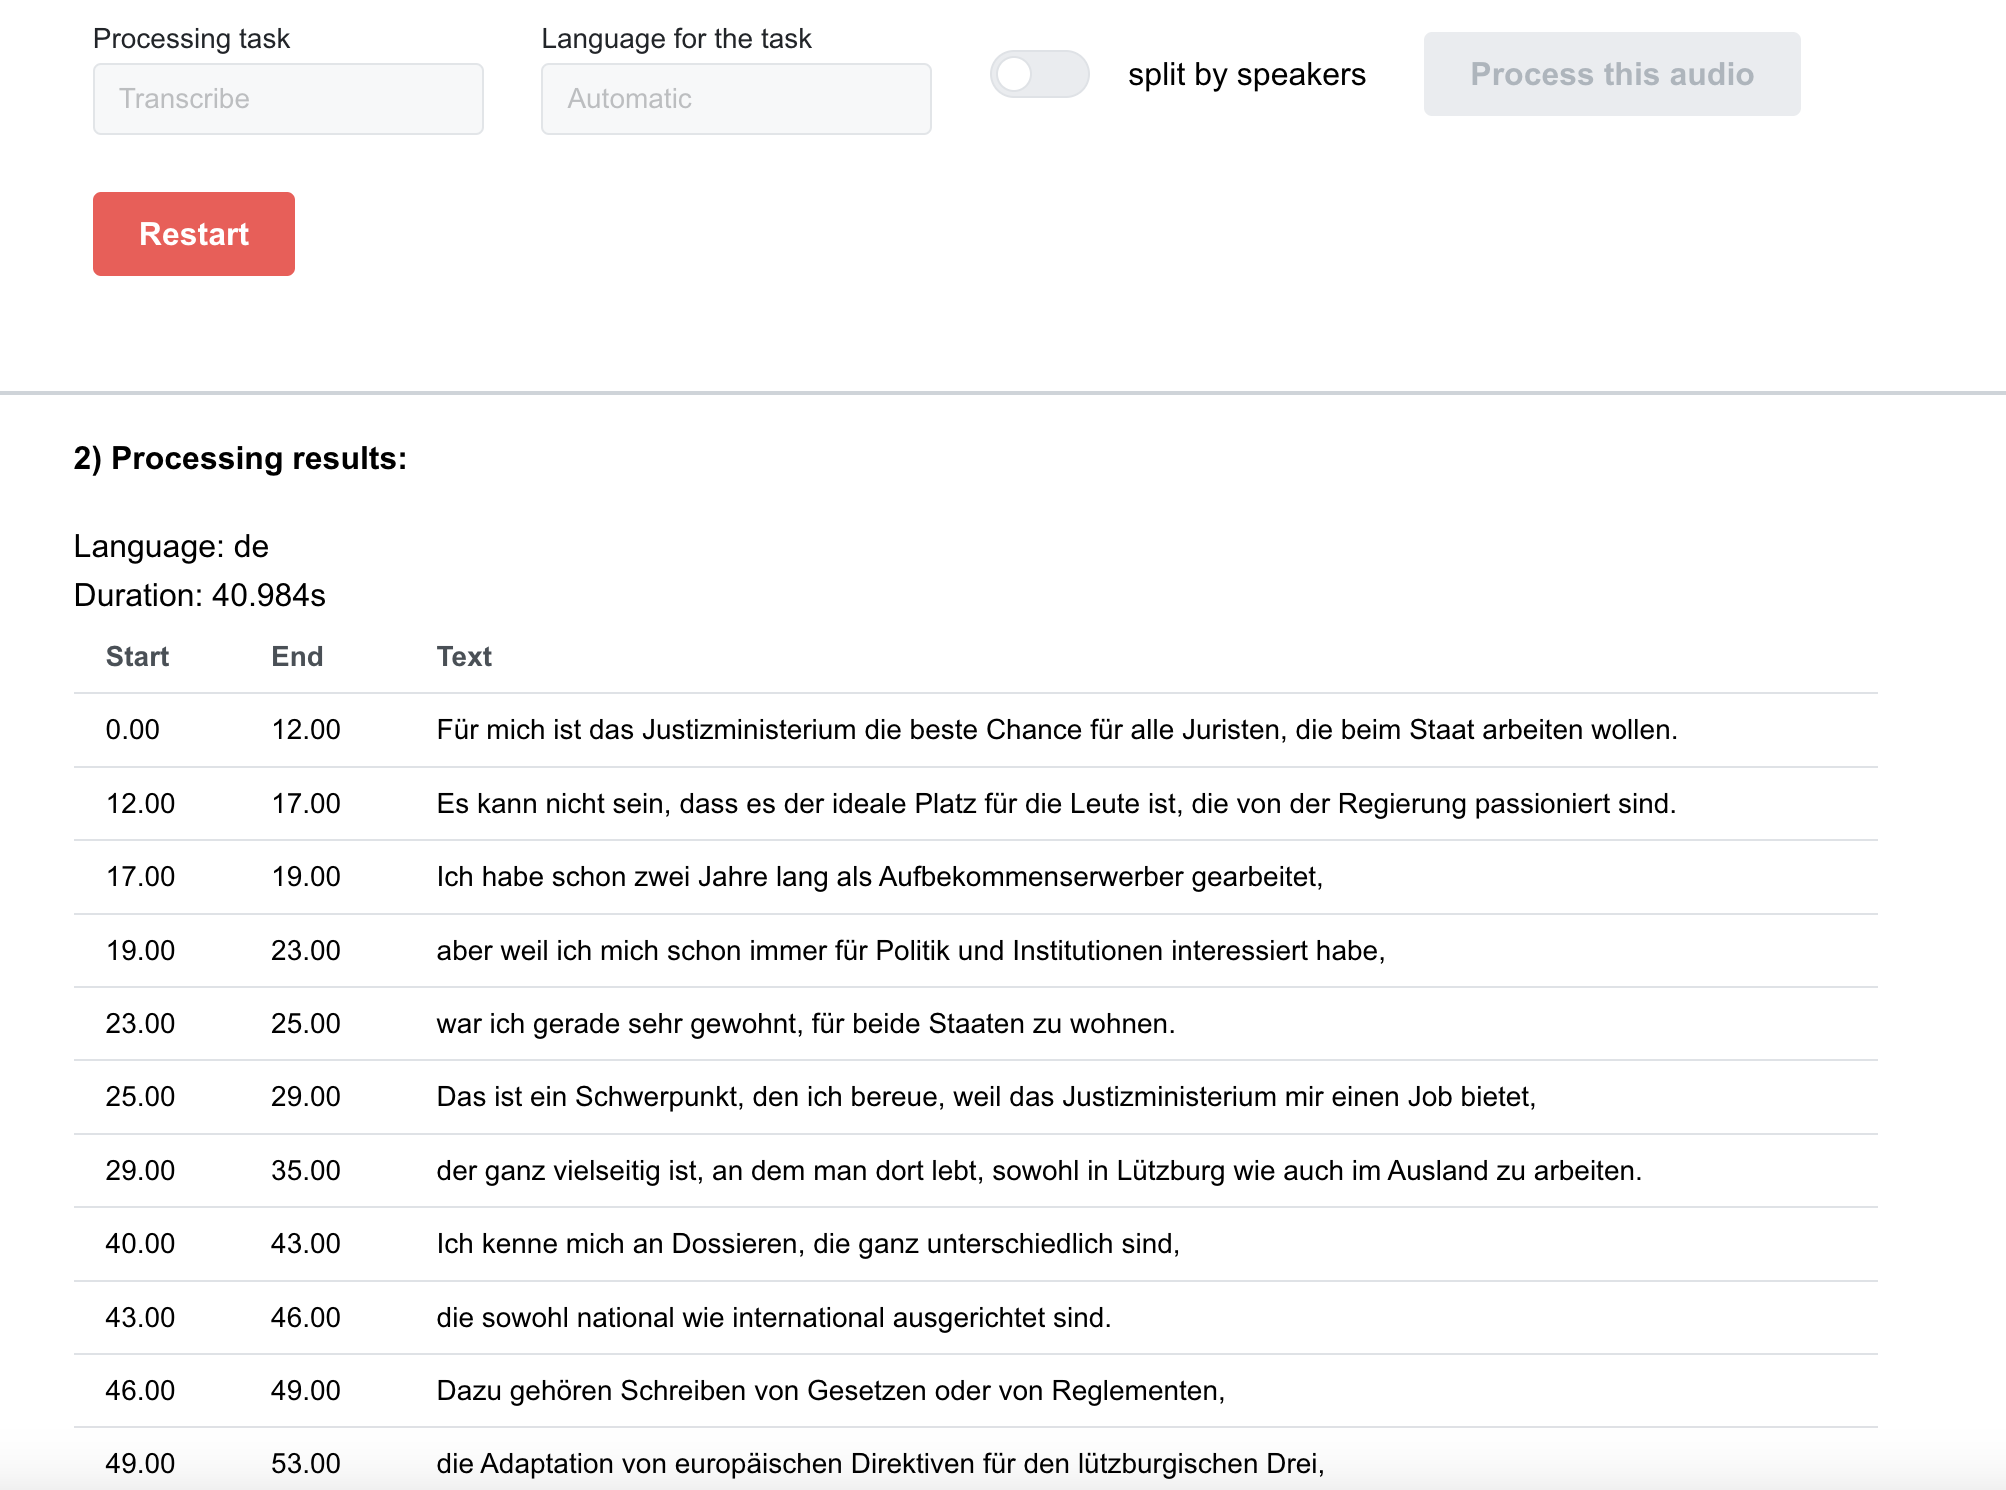 Processing task
Language for the task
Transcribe
Automatic
split by speakers
Process this audio
Restart
2) Processing results:
Language: de
Duration: 40.984s
Start End Text
0.00 12.00 Für mich ist das Justizministerium die beste Chance für alle Juristen, die beim Staat arbeiten wollen.
12.00 17.00 Es kann nicht sein, dass es der ideale Platz für die Leute ist, die von der Regierung passioniert sind.
17.00 19.00 Ich habe schon zwei Jahre lang als Aufbekommenserwerber gearbeitet,
19.00 23.00 aber weil ich mich schon immer für Politik und Institutionen interessiert habe,
23.00 25.00 war ich gerade sehr gewohnt, für beide Staaten zu wohnen.
25.00 29.00 Das ist ein Schwerpunkt, den ich bereue, weil das Justizministerium mir einen Job bietet,
29.00 35.00 der ganz vielseitig ist, an dem man dort lebt, sowohl in Lützburg wie auch im Ausland zu arbeiten.
40.00 43.00 Ich kenne mich an Dossieren, die ganz unterschiedlich sind,
43.00 46.00 die sowohl national wie international ausgerichtet sind.
46.00 49.00 Dazu gehören Schreiben von Gesetzen oder von Reglementen,
49.00 53.00 die Adaptation von europäischen Direktiven für den lützburgischen Drei,